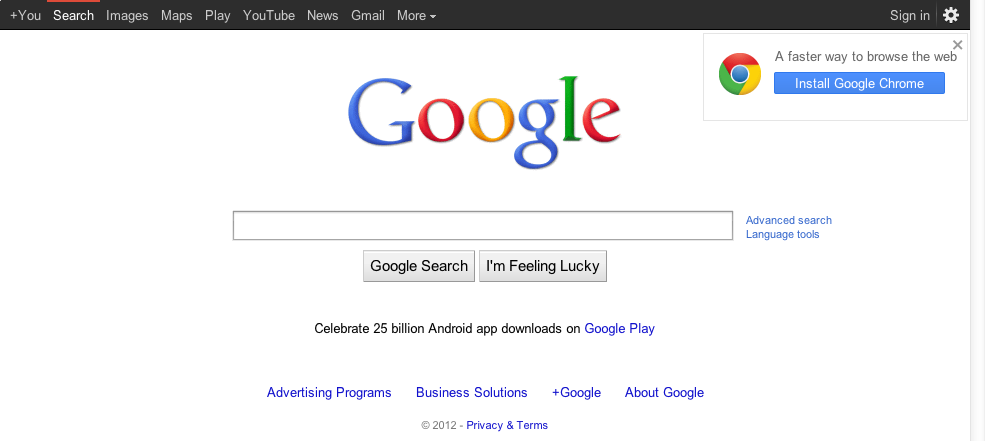 +You Search Images Maps Play YouTube News Gmail More Sign in
A faster way to browse the web
Install Google Chrome
Google
Advanced search
Language tools
Google Search I'm Feeling Lucky
Celebrate 25 billion Android app downloads on Google Play
Advertising Programs Business Solutions +Google About Google
© 2012 - Privacy & Terms